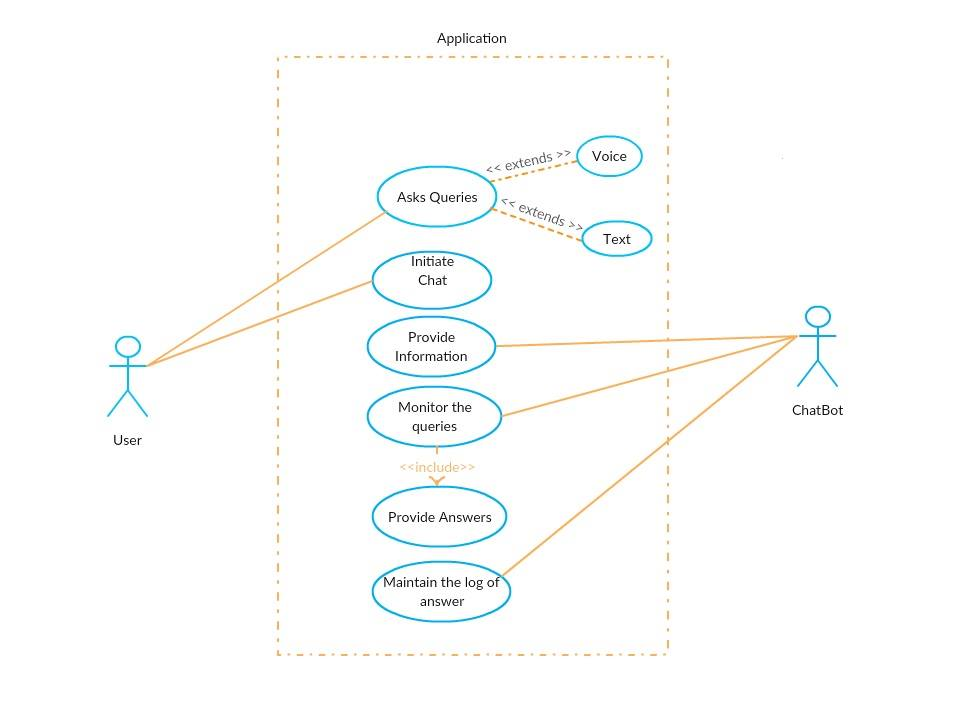 Application
Voice
<< extends >>
Asks Queries
<< extends >>
Text
Initiate
Chat
Provide
Information
Monitor the
queries
ChatBot
User
<<include>>
Provide Answers
Maintain the log of
answer